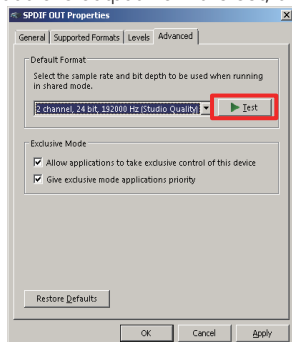 SPDIF OUT Properties
General Supported Formats Levels Advanced
Default Format
Select the sample rate and bit depth to be used when running
in shared mode.
2 channel, 24 bit, 192000 Hz (Studio Quality)
Test
Exclusive Mode
Allow applications to take exclusive control of this device
Give exclusive mode applications priority
Restore Defaults
OK Cancel Apply